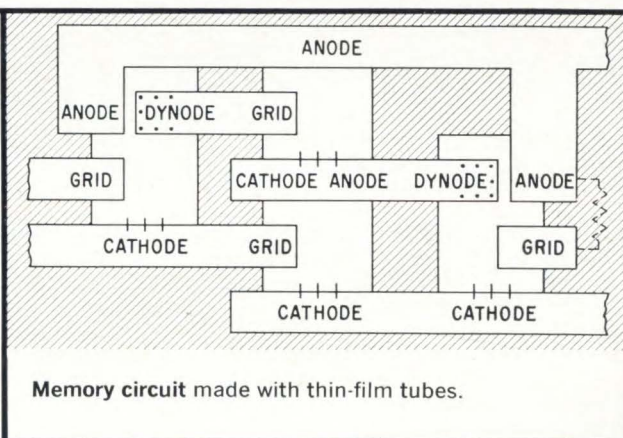 ANODE
ANODE DYNODE GRID
GRID CATHODE ANODE DYNODE ANODE
CATHODE GRID GRID
CATHODE CATHODE
Memory circuit made with thin-film tubes.